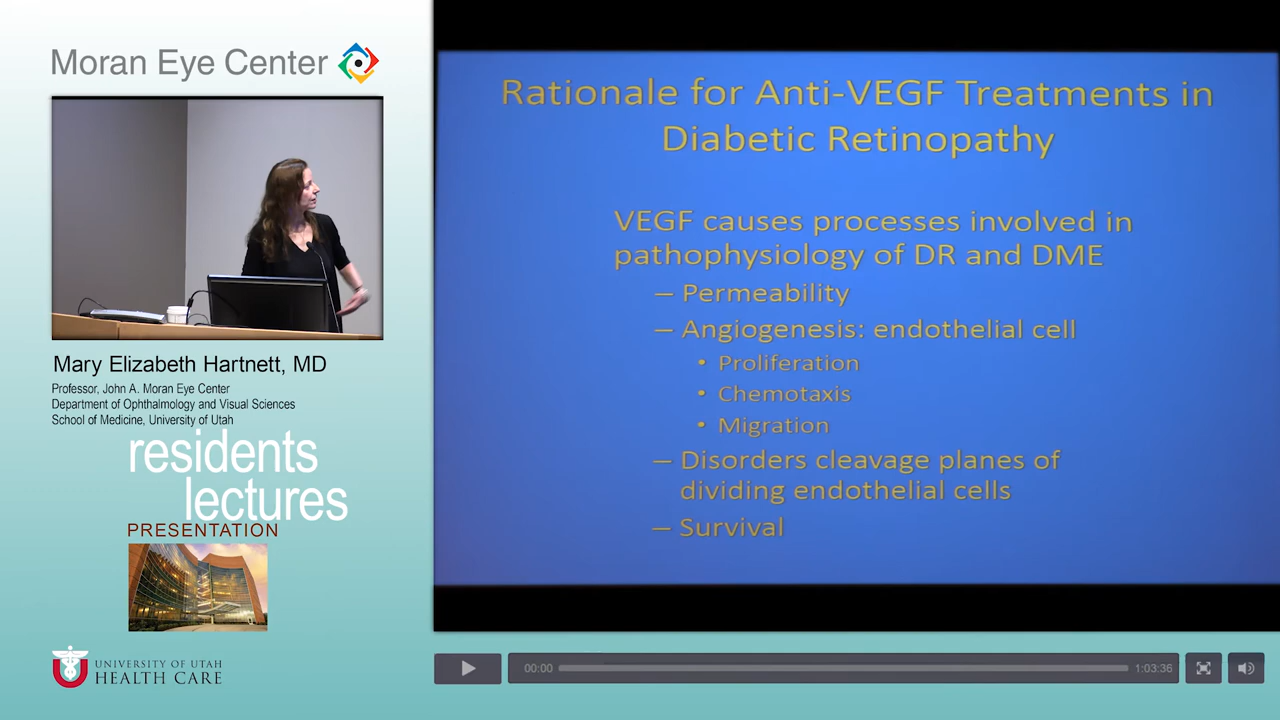 Moran Eye Center
Mary Elizabeth Hartnett, MD
Professor, John A. Moran Eye Center
Department of Ophthalmology and Visual Sciences
School of Medicine, University of Utah
residents
lectures
PRESENTATION
UNIVERSITY OF UTAH
HEALTH CARE
Rationale for Anti-VEGF Treatments in
Diabetic Retinopathy
VEGF causes processes involved in
pathophysiology of DR and DME
– Permeability
– Angiogenesis: endothelial cell
• Proliferation
• Chemotaxis
• Migration
– Disorders cleavage planes of
dividing endothelial cells
– Survival
00:00 1:03:36